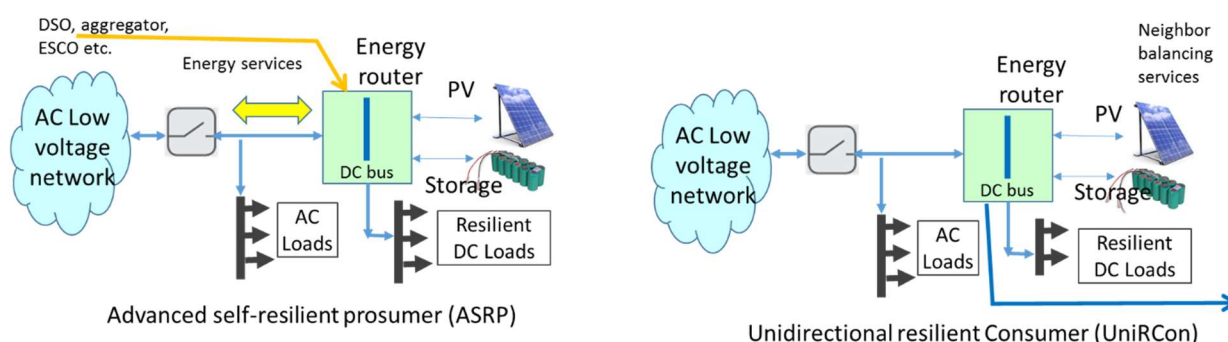 DSO, aggregator,
ESCO etc.
Energy services
Energy
router
PV
AC Low
voltage
network
DC bus
Storage
AC
Loads
Resilient
DC Loads
Advanced self-resilient prosumer (ASRP)
Neighbor
balancing
services
Energy
router
PV
AC Low
voltage
network
DC bus
Storage
AC
Loads
Resilient
DC Loads
Unidirectional resilient Consumer (UniRCon)